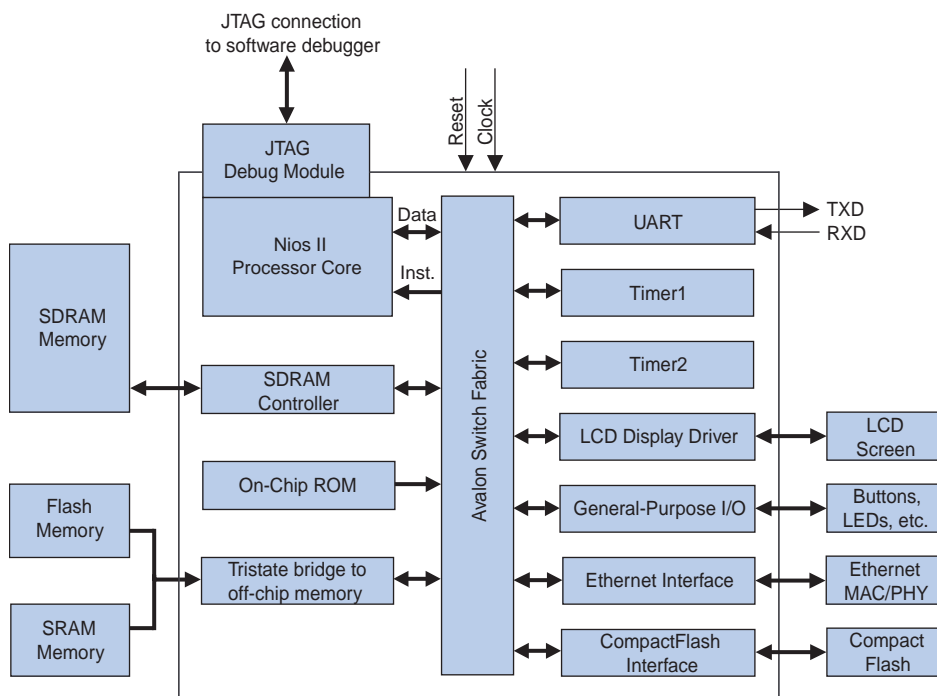 JTAG connection
to software debugger
Reset
Clock
JTAG
Debug Module
Nios II
Processor Core
Data
Inst.
SDRAM
Memory
SDRAM
Controller
On-Chip ROM
Flash
Memory
SRAM
Memory
Tristate bridge to
off-chip memory
Avalon Switch Fabric
UART
TXD
RXD
Timer1
Timer2
LCD Display Driver
LCD
Screen
General-Purpose I/O
Buttons,
LEDs, etc.
Ethernet Interface
Ethernet
MAC/PHY
CompactFlash
Interface
Compact
Flash